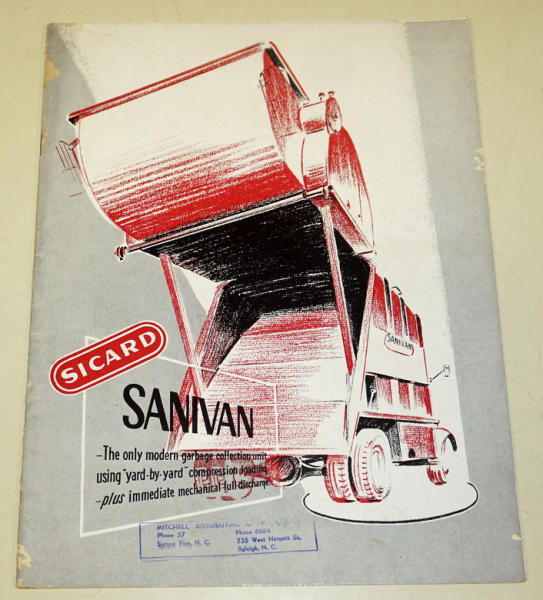 SANIVAN
SICARD
SANIVAN
—The only modern garbage collection unit
using "yard-by-yard" compression loading
—plus immediate mechanical full discharge
MITCHELL DISTRIBUTING
Phone 37 Phone 8664
Spruce Pine, N. C. 733 West Hargett St.
Raleigh, N. C.